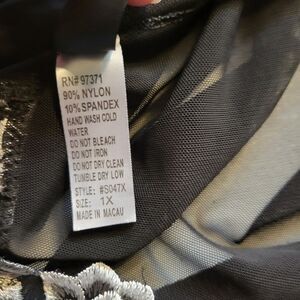 RN# 97371
90% NYLON
10% SPANDEX
HAND WASH COLD
WATER
DO NOT BLEACH
DO NOT IRON
DO NOT DRY CLEAN
TUMBLE DRY LOW
STYLE: #S047X
SIZE: 1X
MADE IN MACAU